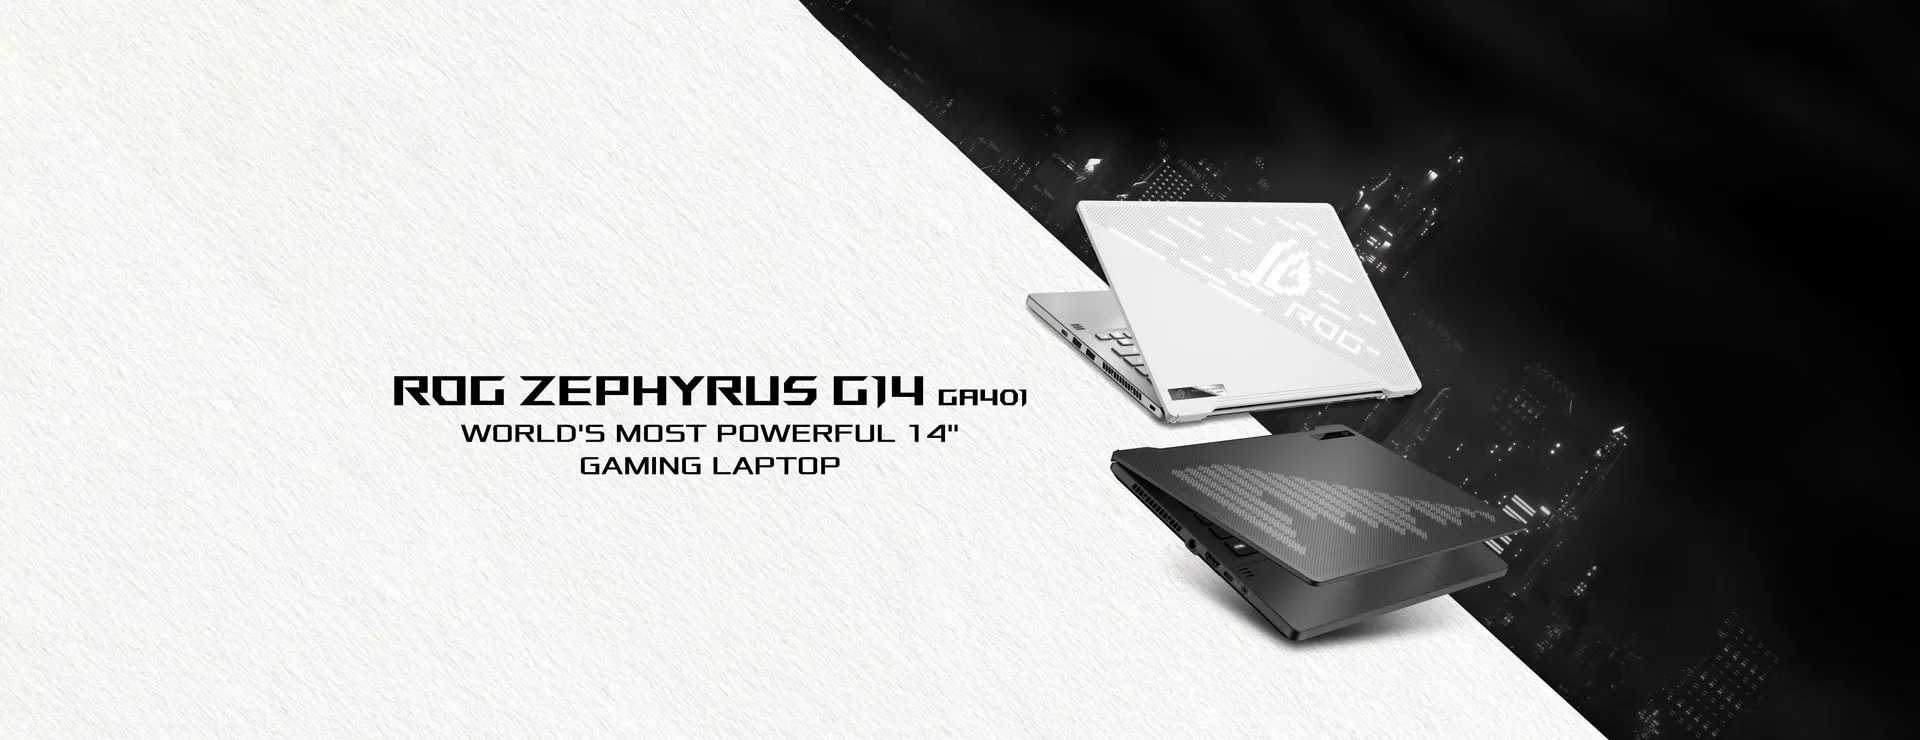 ROG ZEPHYRUS G14 GA401
WORLD'S MOST POWERFUL 14"
GAMING LAPTOP
ROG